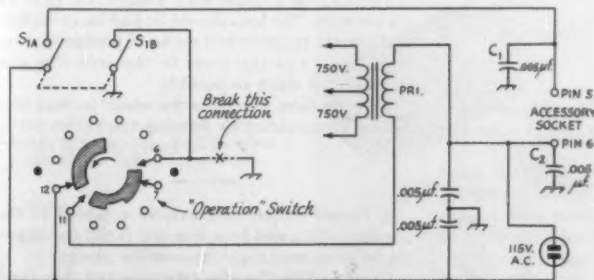 S1A
S1B
C1
.005μf.
PIN 5
ACCESSORY
SOCKET
PIN 6
C2
.005
μf.
750V.
750V.
PRI.
Break this
connection
6
7
12
11
"Operation" Switch
.005μf.
.005μf.
115V.
A.C.